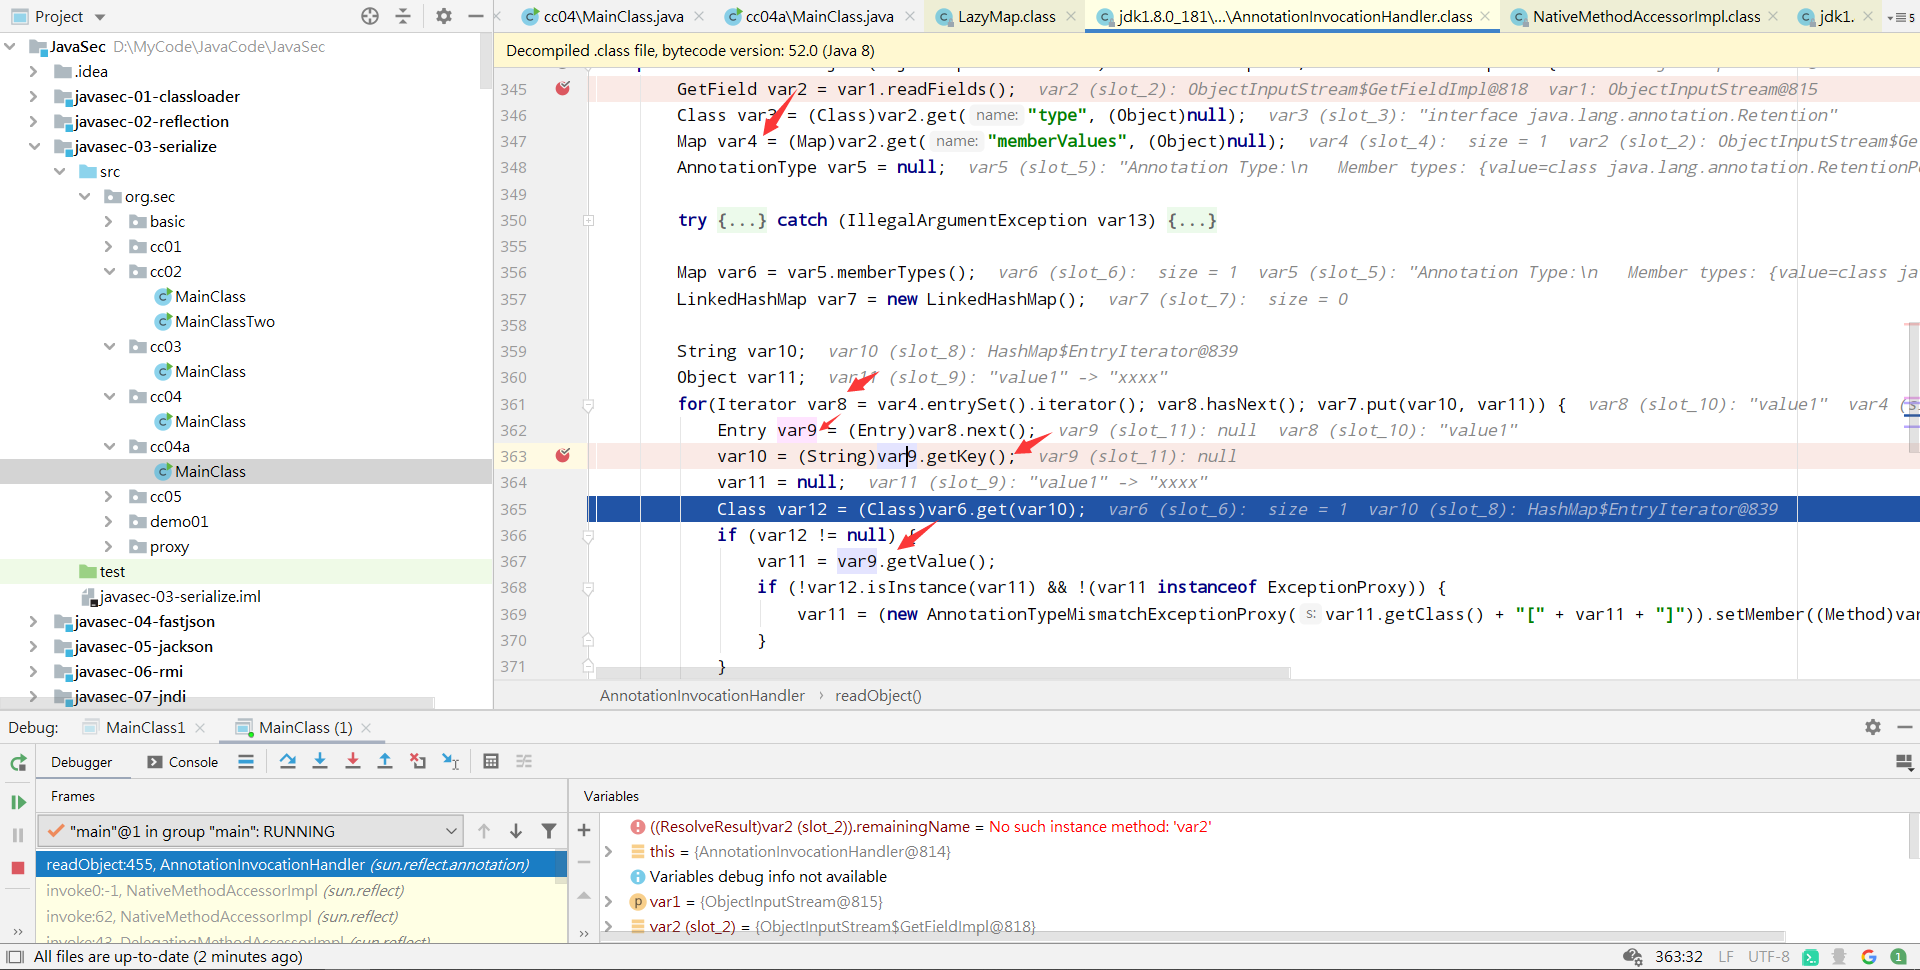 Project
cc04\MainClass.java
cc04a\MainClass.java
LazyMap.class
jdk1.8.0_181\...\AnnotationInvocationHandler.class
NativeMethodAccessorImpl.class
jdk1.
5
JavaSec D:\MyCode\JavaCode\JavaSec
.idea
javasec-01-classloader
javasec-02-reflection
javasec-03-serialize
src
org.sec
basic
cc01
cc02
MainClass
MainClassTwo
cc03
MainClass
cc04
MainClass
cc04a
MainClass
cc05
demo01
proxy
test
javasec-03-serialize.iml
javasec-04-fastjson
javasec-05-jackson
javasec-06-rmi
javasec-07-jndi
Decompiled .class file, bytecode version: 52.0 (Java 8)
345 GetField var2 = var1.readFields(); var2 (slot_2): ObjectInputStream$GetFieldImpl@818 var1: ObjectInputStream@815
346 Class var3 = (Class)var2.get( name: "type", (Object)null); var3 (slot_3): "interface java.lang.annotation.Retention"
347 Map var4 = (Map)var2.get( name: "memberValues", (Object)null); var4 (slot_4): size = 1 var2 (slot_2): ObjectInputStream$Ge
348 AnnotationType var5 = null; var5 (slot_5): "Annotation Type:\n Member types: {value=class java.lang.annotation.RetentionP
349
350 try {...} catch (IllegalArgumentException var13) {...}
355
356 Map var6 = var5.memberTypes(); var6 (slot_6): size = 1 var5 (slot_5): "Annotation Type:\n Member types: {value=class ja
357 LinkedHashMap var7 = new LinkedHashMap(); var7 (slot_7): size = 0
358
359 String var10; var10 (slot_8): HashMap$EntryIterator@839
360 Object var11; var11 (slot_9): "value1" -> "xxxx"
361 for(Iterator var8 = var4.entrySet().iterator(); var8.hasNext(); var7.put(var10, var11)) { var8 (slot_10): "value1" var4 (s
362 Entry var9 = (Entry)var8.next(); var9 (slot_11): null var8 (slot_10): "value1"
363 var10 = (String)var9.getKey(); var9 (slot_11): null
364 var11 = null; var11 (slot_9): "value1" -> "xxxx"
365 Class var12 = (Class)var6.get(var10); var6 (slot_6): size = 1 var10 (slot_8): HashMap$EntryIterator@839
366 if (var12 != null) {
367 var11 = var9.getValue();
368 if (!var12.isInstance(var11) && !(var11 instanceof ExceptionProxy)) {
369 var11 = (new AnnotationTypeMismatchExceptionProxy( s: var11.getClass() + "[" + var11 + "]")).setMember((Method)var
370 }
371 }
AnnotationInvocationHandler › readObject()
Debug: MainClass1 MainClass (1)
Debugger Console
Frames
"main"@1 in group "main": RUNNING
readObject:455, AnnotationInvocationHandler (sun.reflect.annotation)
invoke0:-1, NativeMethodAccessorImpl (sun.reflect)
invoke:62, NativeMethodAccessorImpl (sun.reflect)
invoke:43, DelegatingMethodAccessorImpl (sun.reflect)
Variables
((ResolveResult)var2 (slot_2)).remainingName = No such instance method: 'var2'
this = {AnnotationInvocationHandler@814}
Variables debug info not available
var1 = {ObjectInputStream@815}
var2 (slot_2) = {ObjectInputStream$GetFieldImpl@818}
All files are up-to-date (2 minutes ago)
363:32 LF UTF-8 1